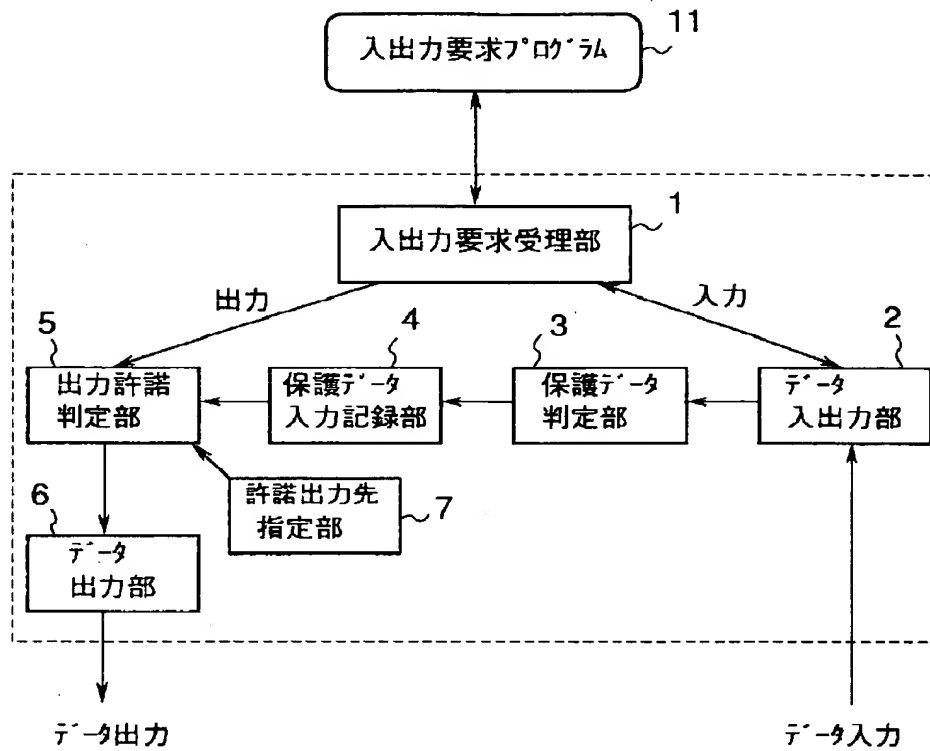 11
入出力要求ﾌﾟﾛｸﾞﾗﾑ
1
入出力要求受理部
出力
入力
5
4
3
2
出力許諾
判定部
保護ﾃﾞｰﾀ
入力記録部
保護ﾃﾞｰﾀ
判定部
ﾃﾞｰﾀ
入出力部
6
許諾出力先
指定部
7
ﾃﾞｰﾀ
出力部
ﾃﾞｰﾀ出力
ﾃﾞｰﾀ入力